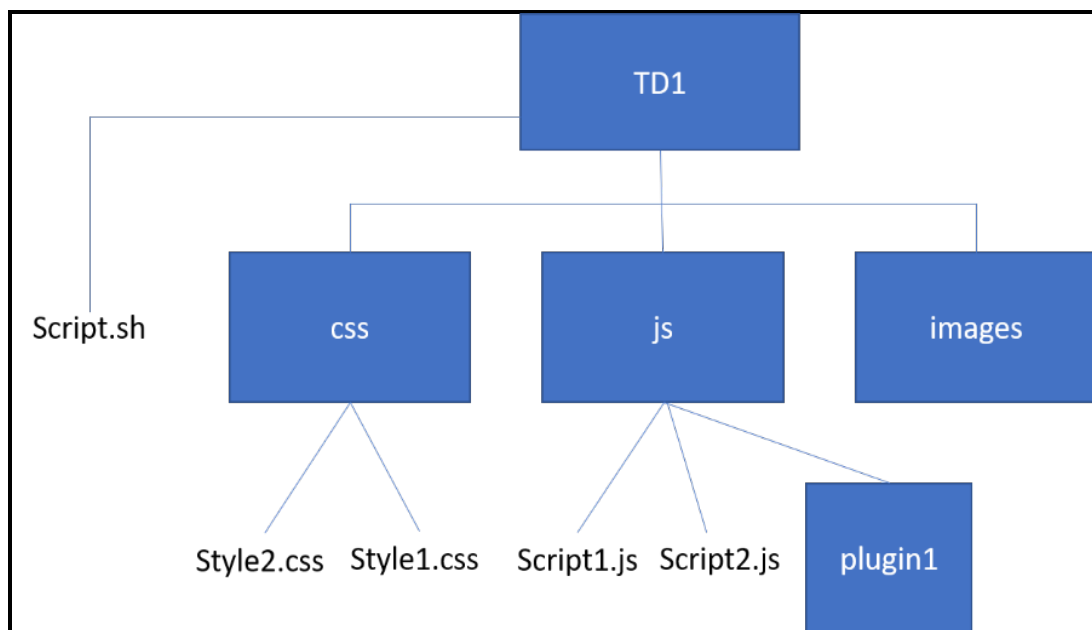 TD1
Script.sh
css
js
images
Style2.css
Style1.css
Script1.js
Script2.js
plugin1